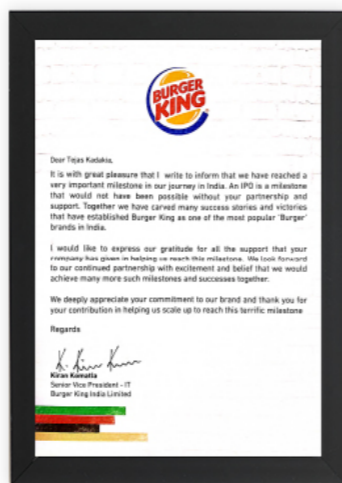 BURGER
KING
Dear Tejas Kadakia,
It is with great pleasure that I write to inform that we have reached a
very important milestone in our journey in India. An IPO is a milestone
that would not have been possible without your partnership and
support. Together we have carved many success stories and victories
that have established Burger King as one of the most popular 'Burger'
brands in India.
I would like to express our gratitude for all the support that your
company has given in helping us reach this milestone. We look forward
to our continued partnership with excitement and belief that we would
achieve many more such milestones and successes together.
We deeply appreciate your commitment to our brand and thank you for
your contribution in helping us scale up to reach this terrific milestone
Regards
Kiran Komatla
Senior Vice President - IT
Burger King India Limited